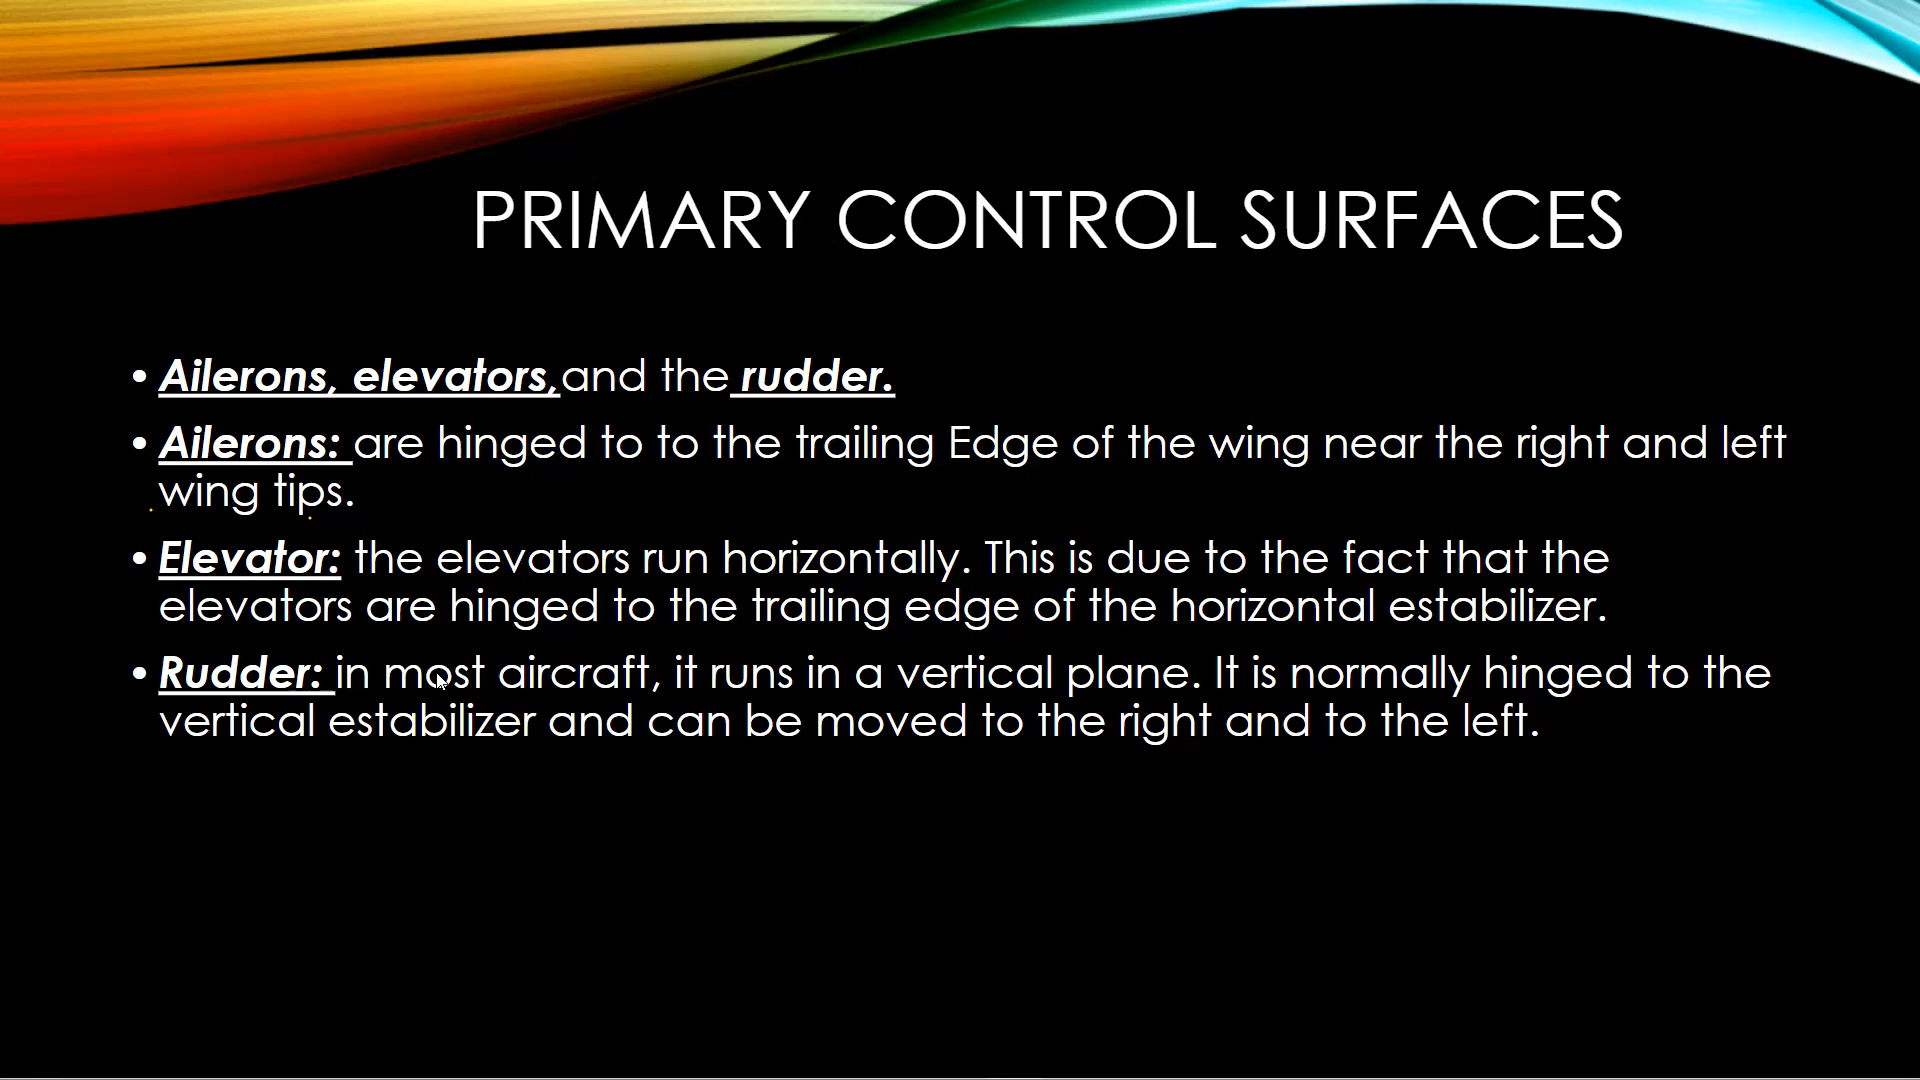 PRIMARY CONTROL SURFACES
• Ailerons, elevators,and the rudder.
• Ailerons: are hinged to to the trailing Edge of the wing near the right and left
wing tips.
• Elevator: the elevators run horizontally. This is due to the fact that the
elevators are hinged to the trailing edge of the horizontal estabilizer.
• Rudder: in most aircraft, it runs in a vertical plane. It is normally hinged to the
vertical estabilizer and can be moved to the right and to the left.